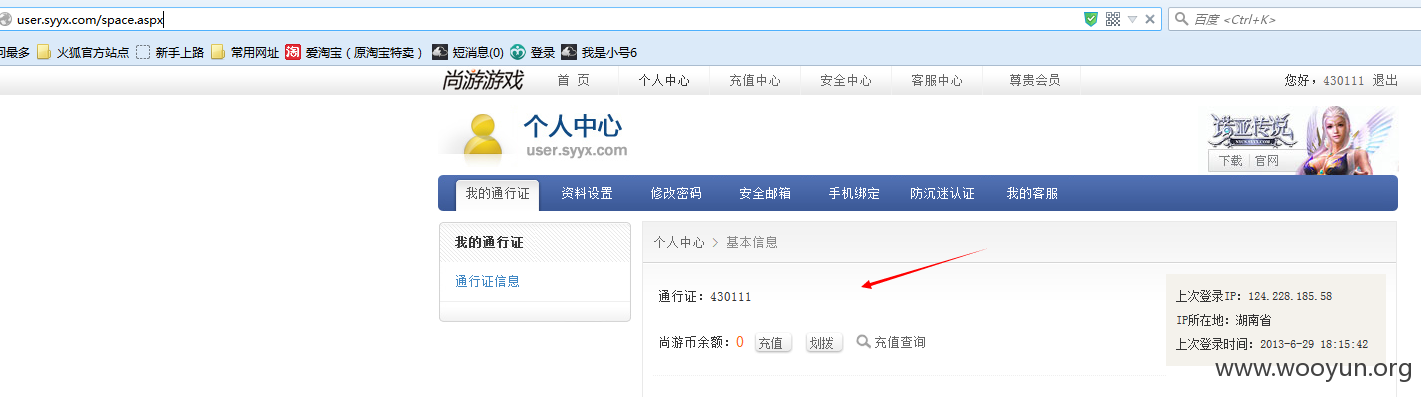 user.syyx.com/space.aspx
百度 <Ctrl+K>
问最多 火狐官方站点 新手上路 常用网址 淘 爱淘宝（原淘宝特卖） 短消息(0) 登录 我是小号6
尚游游戏 首 页 个人中心 充值中心 安全中心 客服中心 尊贵会员 您好，430111 退出
个人中心
user.syyx.com
诺亚传说
下载 官网
我的通行证 资料设置 修改密码 安全邮箱 手机绑定 防沉迷认证 我的客服
我的通行证
通行证信息
个人中心 > 基本信息
通行证：430111
尚游币余额：0 充值 划拨 充值查询
上次登录IP：124.228.185.58
IP所在地：湖南省
上次登录时间：2013-6-29 18:15:42
www.wooyun.org